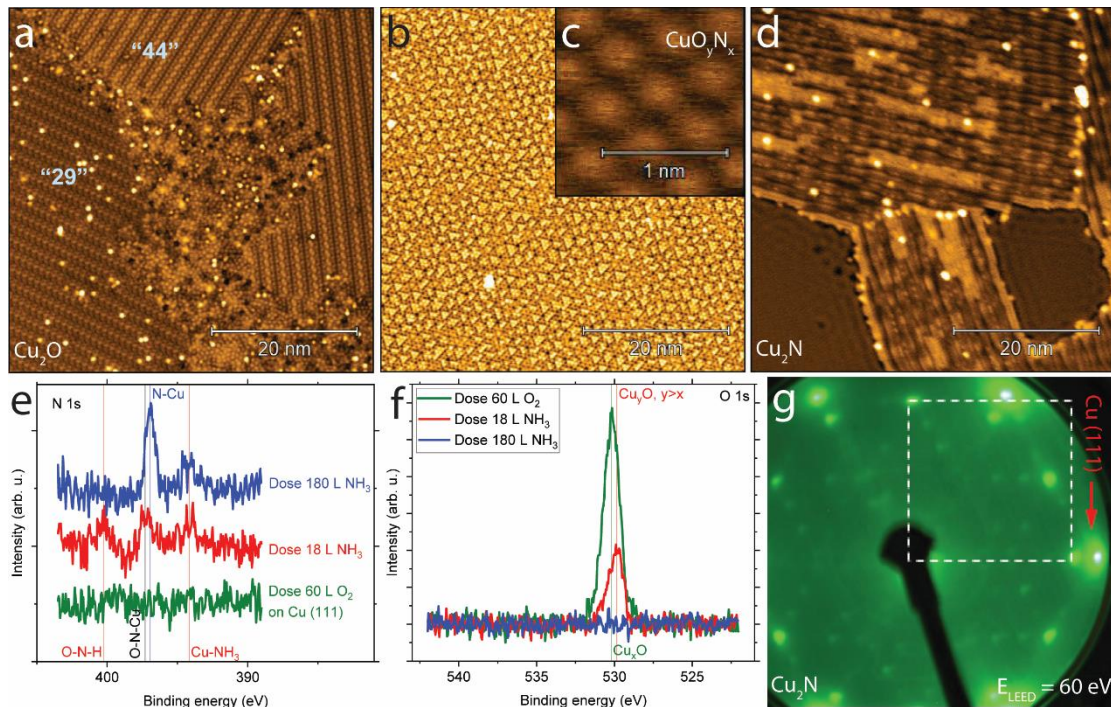 a
"44"
"29"
Cu₂O
20 nm
b
20 nm
c
CuOᵧNₓ
1 nm
d
Cu₂N
20 nm
e
N 1s
N-Cu
Dose 180 L NH₃
Dose 18 L NH₃
Dose 60 L O₂
on Cu (111)
O-N-H
O-N-Cu
Cu-NH₃
Intensity (arb. u.)
400
390
Binding energy (eV)
f
O 1s
Dose 60 L O₂
Dose 18 L NH₃
Dose 180 L NH₃
CuᵧO, y>x
CuₓO
Intensity (arb. u.)
540
535
530
525
Binding energy (eV)
g
Cu (111)
Cu₂N
E_LEED = 60 eV